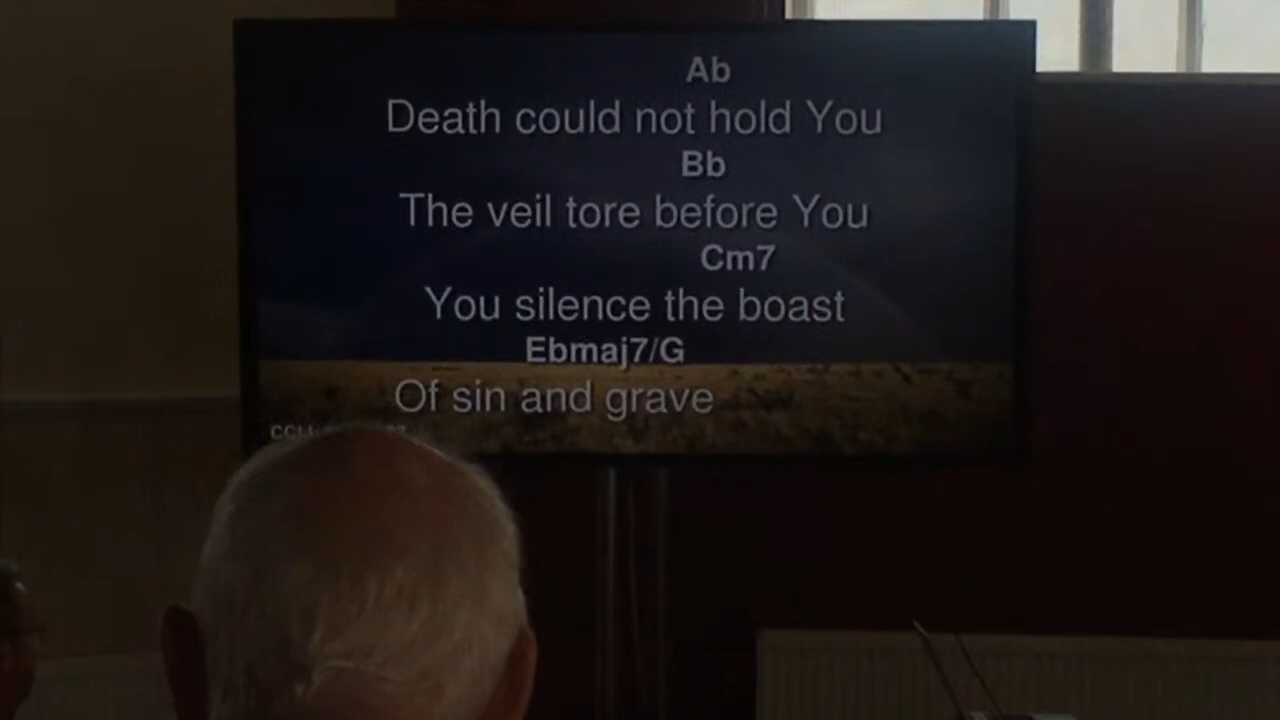 Ab
Death could not hold You
Bb
The veil tore before You
Cm7
You silence the boast
Ebmaj7/G
Of sin and grave